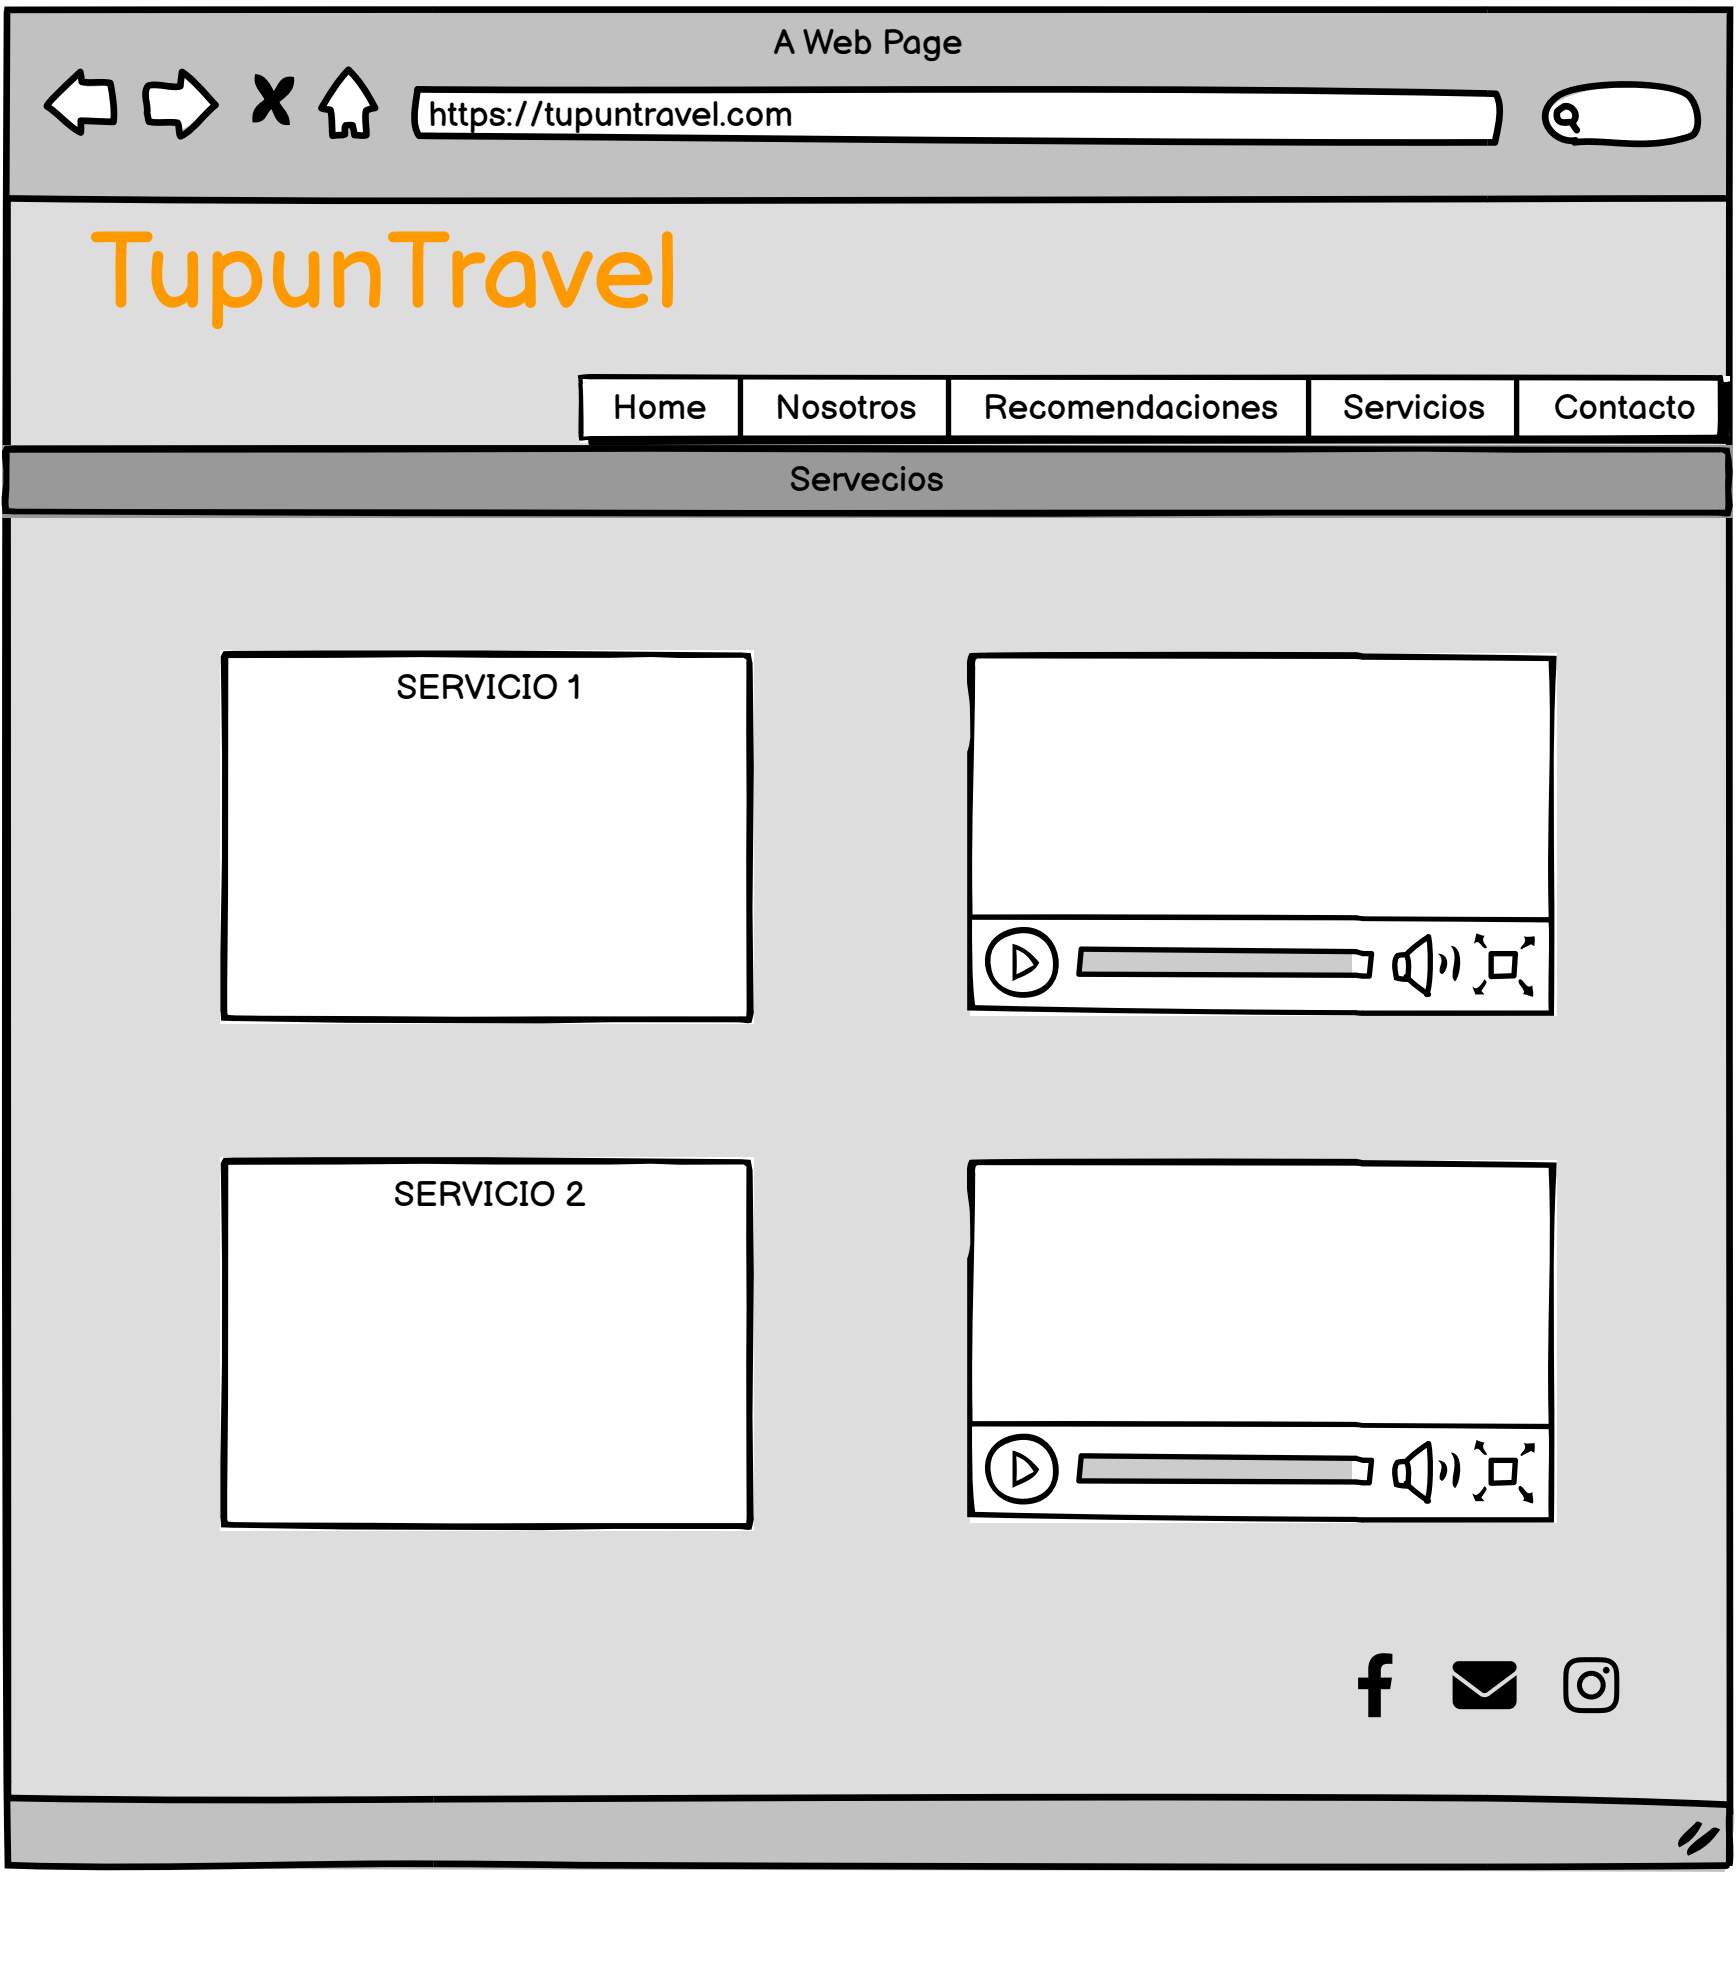 A Web Page
https://tupuntravel.com
TupunTravel
Home Nosotros Recomendaciones Servicios Contacto
Servecios
SERVICIO 1
SERVICIO 2